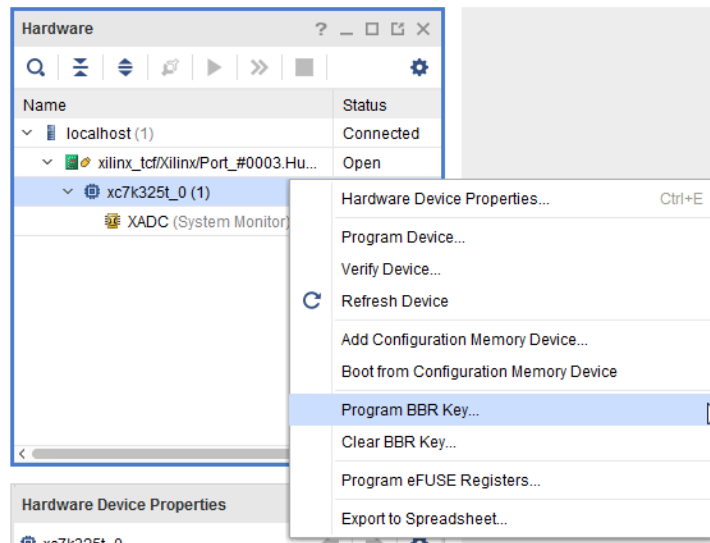 Hardware
?
Name Status
localhost (1) Connected
xilinx_tcf/Xilinx/Port_#0003.Hu... Open
xc7k325t_0 (1)
XADC (System Monitor)
Hardware Device Properties... Ctrl+E
Program Device...
Verify Device...
Refresh Device
Add Configuration Memory Device...
Boot from Configuration Memory Device
Program BBR Key...
Clear BBR Key...
Program eFUSE Registers...
Export to Spreadsheet...
Hardware Device Properties
xc7k325t_0